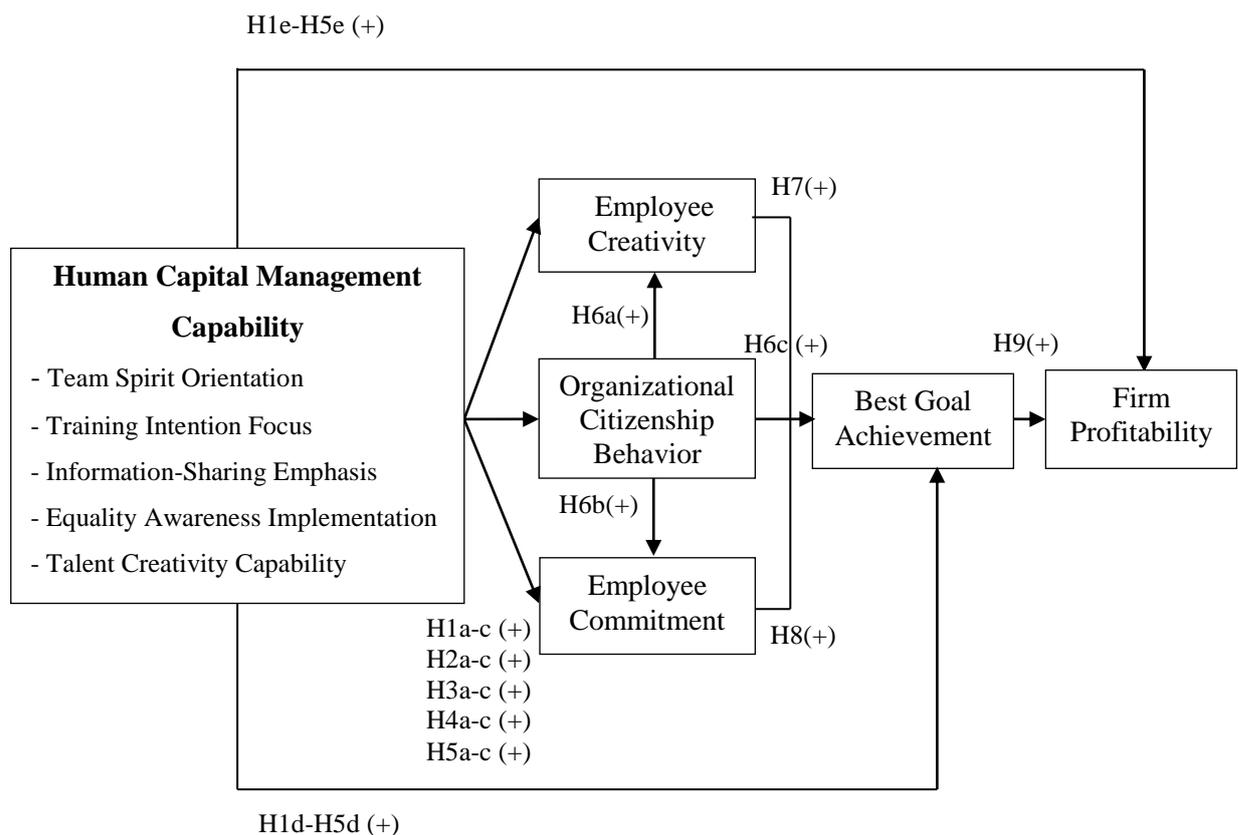 H1e-H5e (+)
Human Capital Management
Capability
- Team Spirit Orientation
- Training Intention Focus
- Information-Sharing Emphasis
- Equality Awareness Implementation
- Talent Creativity Capability
Employee
Creativity
H7(+)
H6a(+)
Organizational
Citizenship
Behavior
H6c (+)
H6b(+)
Employee
Commitment
H8(+)
Best Goal
Achievement
H9(+)
Firm
Profitability
H1a-c (+)
H2a-c (+)
H3a-c (+)
H4a-c (+)
H5a-c (+)
H1d-H5d (+)